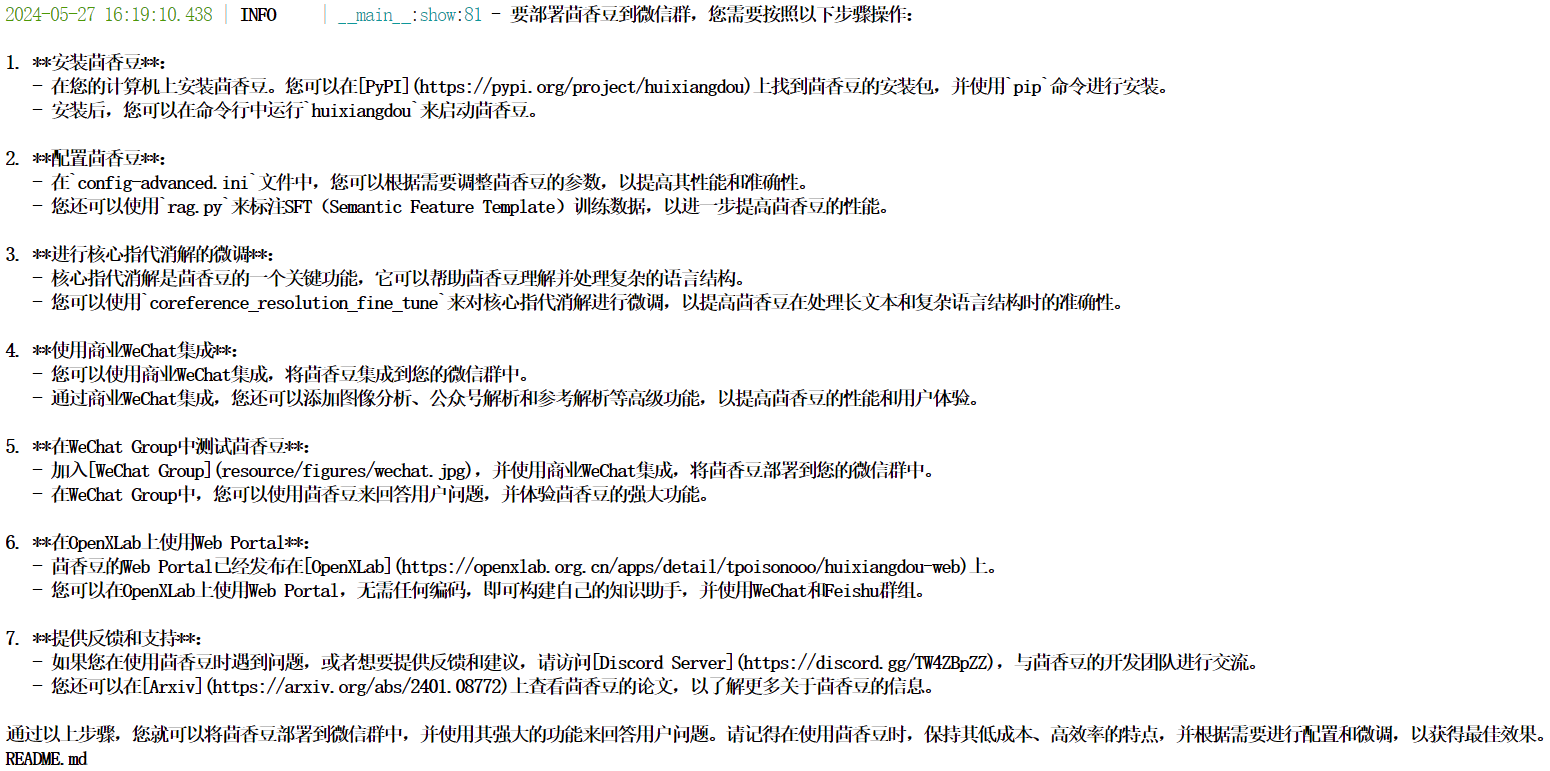 2024-05-27 16:19:10.438 | INFO     | __main__:show:81 - 要部署茴香豆到微信群，您需要按照以下步骤操作：
1. **安装茴香豆**：
- 在您的计算机上安装茴香豆。您可以在[PyPI](https://pypi.org/project/huixiangdou)上找到茴香豆的安装包，并使用`pip`命令进行安装。
- 安装后，您可以在命令行中运行`huixiangdou`来启动茴香豆。
2. **配置茴香豆**：
- 在`config-advanced.ini`文件中，您可以根据需要调整茴香豆的参数，以提高其性能和准确性。
- 您还可以使用`rag.py`来标注SFT（Semantic Feature Template）训练数据，以进一步提高茴香豆的性能。
3. **进行核心指代消解的微调**：
- 核心指代消解是茴香豆的一个关键功能，它可以帮助茴香豆理解并处理复杂的语言结构。
- 您可以使用`coreference_resolution_fine_tune`来对核心指代消解进行微调，以提高茴香豆在处理长文本和复杂语言结构时的准确性。
4. **使用商业WeChat集成**：
- 您可以使用商业WeChat集成，将茴香豆集成到您的微信群中。
- 通过商业WeChat集成，您还可以添加图像分析、公众号解析和参考解析等高级功能，以提高茴香豆的性能和用户体验。
5. **在WeChat Group中测试茴香豆**：
- 加入[WeChat Group](resource/figures/wechat.jpg)，并使用商业WeChat集成，将茴香豆部署到您的微信群中。
- 在WeChat Group中，您可以使用茴香豆来回答用户问题，并体验茴香豆的强大功能。
6. **在OpenXLab上使用Web Portal**：
- 茴香豆的Web Portal已经发布在[OpenXLab](https://openxlab.org.cn/apps/detail/tpoisonooo/huixiangdou-web)上。
- 您可以在OpenXLab上使用Web Portal，无需任何编码，即可构建自己的知识助手，并使用WeChat和Feishu群组。
7. **提供反馈和支持**：
- 如果您在使用茴香豆时遇到问题，或者想要提供反馈和建议，请访问[Discord Server](https://discord.gg/TW4ZBpZZ)，与茴香豆的开发团队进行交流。
- 您还可以在[Arxiv](https://arxiv.org/abs/2401.08772)上查看茴香豆的论文，以了解更多关于茴香豆的信息。
通过以上步骤，您就可以将茴香豆部署到微信群中，并使用其强大的功能来回答用户问题。请记得在使用茴香豆时，保持其低成本、高效率的特点，并根据需要进行配置和微调，以获得最佳效果。
README.md